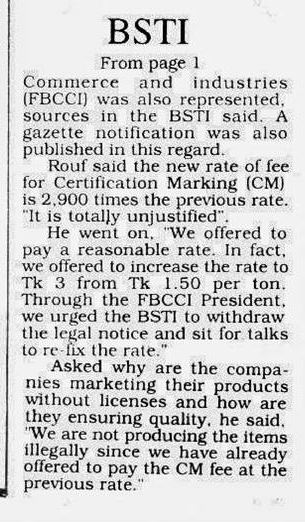 BSTI
From page 1
Commerce and industries
(FBCCI) was also represented,
sources in the BSTI said. A
gazette notification was also
published in this regard.
Rouf said the new rate of fee
for Certification Marking (CM)
is 2,900 times the previous rate.
"It is totally unjustified".
He went on, "We offered to
pay a reasonable rate. In fact,
we offered to increase the rate to
Tk 3 from Tk 1.50 per ton.
Through the FBCCI President,
we urged the BSTI to withdraw
the legal notice and sit for talks
to re-fix the rate."
Asked why are the compa-
nies marketing their products
without licenses and how are
they ensuring quality, he said,
"We are not producing the items
illegally since we have already
offered to pay the CM fee at the
previous rate."